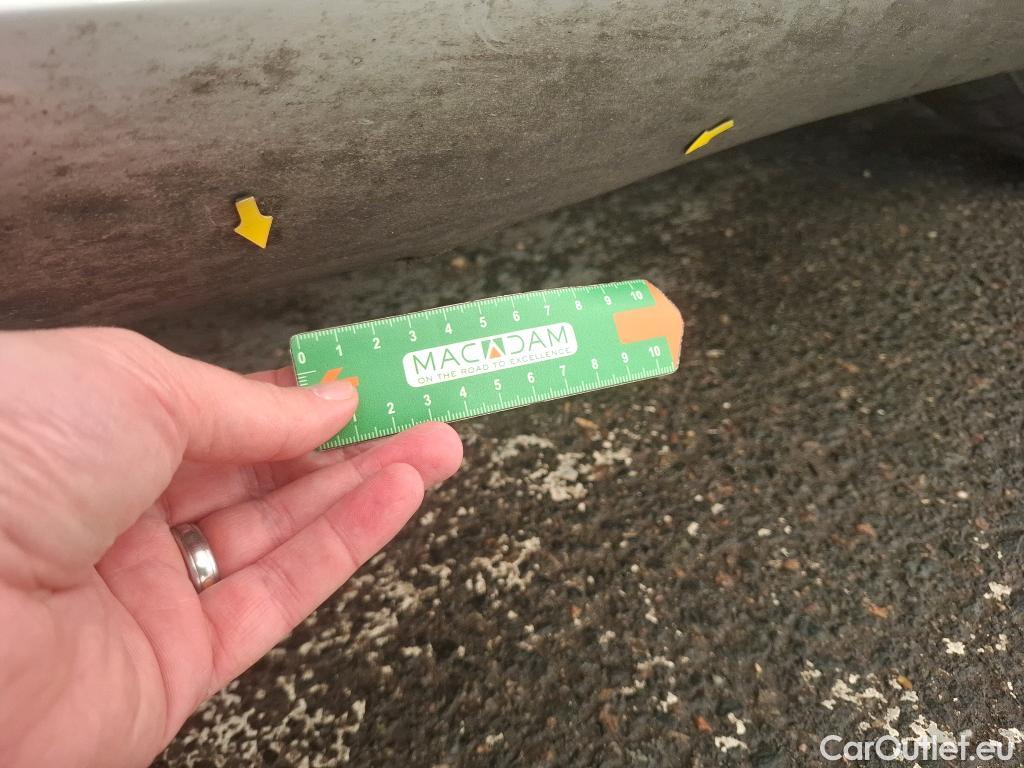 0 1 2 3 4 5 6 7 8 9 10
MACADAM
ON THE ROAD TO EXCELLENCE
1 2 3 4 5 6 7 8 9 10
CarOutlet.eu